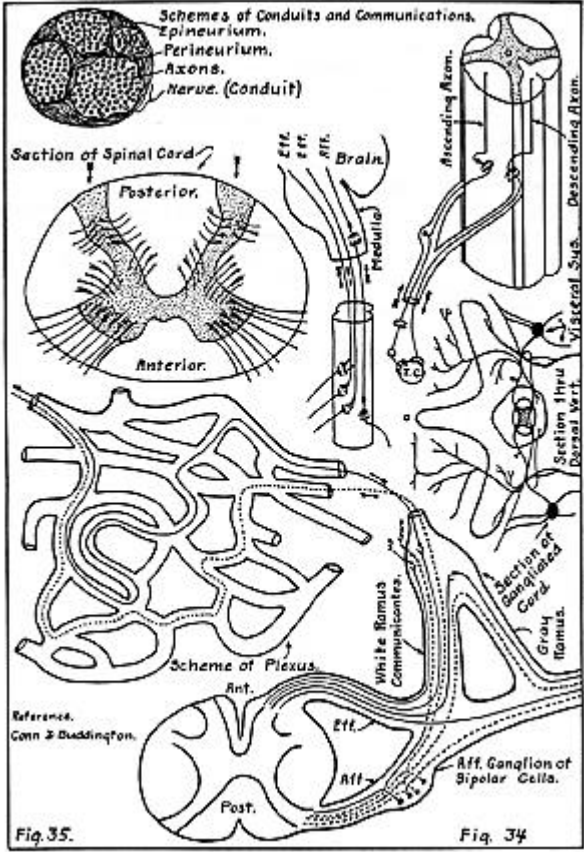 Schemes of Conduits and Communications.
Epineurium.
Perineurium.
Axons.
Nerve. (Conduit)
Section of Spinal Cord
Posterior.
Anterior.
Eff.
Eff.
Aff.
Brain.
Medulla
Ascending Axon.
Descending Axon.
T.C.
Visceral Sys.
Section thru
Dorsal Vert.
Section of
Gangliated
Cord
Gray
Ramus.
White Ramus
Communicantes.
Scheme of Plexus
Reference.
Conn & Buddington.
Ant.
Eff.
Aff
Post.
Aff. Ganglion of
Bipolar Cells.
Fig. 35.
Fig. 34